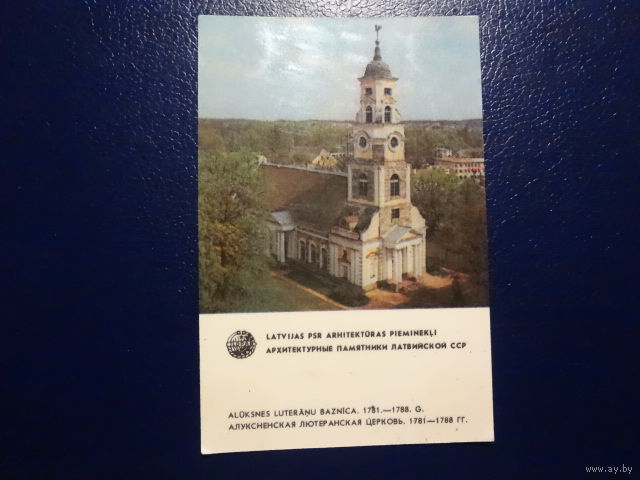 LATVIJAS PSR ARHITEKTŪRAS PIEMINEKĻI
АРХИТЕКТУРНЫЕ ПАМЯТНИКИ ЛАТВИЙСКОЙ ССР
ALŪKSNES LUTERĀŅU BAZNĪCA. 1781.—1788. G.
АЛУКСНЕНСКАЯ ЛЮТЕРАНСКАЯ ЦЕРКОВЬ. 1781—1788 ГГ.
www.ay.by